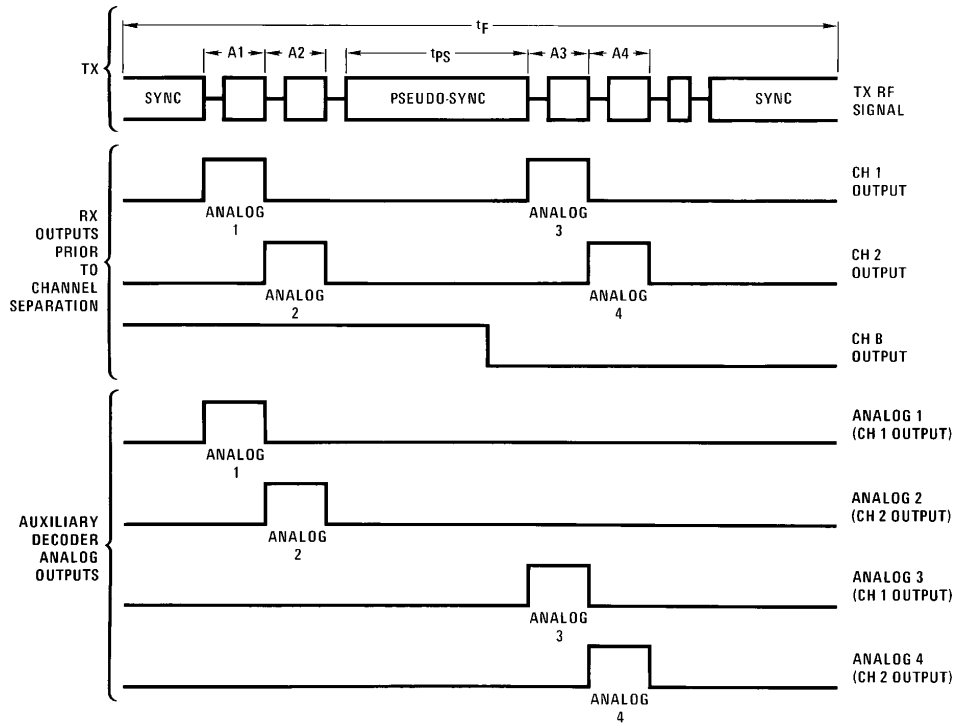 tF
A1
A2
tPS
A3
A4
TX
SYNC
PSEUDO-SYNC
SYNC
TX RF
SIGNAL
CH 1
OUTPUT
ANALOG
1
ANALOG
3
RX
OUTPUTS
PRIOR
TO
CHANNEL
SEPARATION
CH 2
OUTPUT
ANALOG
2
ANALOG
4
CH B
OUTPUT
ANALOG 1
(CH 1 OUTPUT)
ANALOG
1
ANALOG 2
(CH 2 OUTPUT)
ANALOG
2
AUXILIARY
DECODER
ANALOG
OUTPUTS
ANALOG 3
(CH 1 OUTPUT)
ANALOG
3
ANALOG 4
(CH 2 OUTPUT)
ANALOG
4